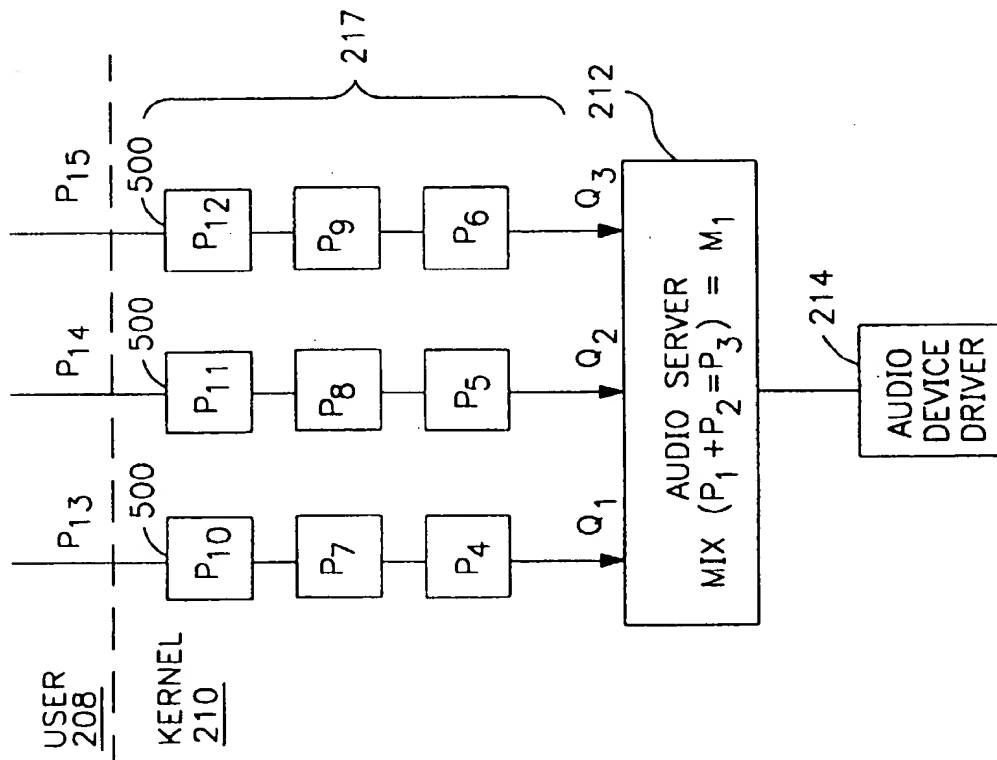 USER
208
KERNEL
210
P13
P14
P15
500
500
500
217
P10
P11
P12
P7
P8
P9
P4
P5
P6
Q1
Q2
Q3
212
AUDIO SERVER
MIX (P1 +P2 =P3 ) = M1
214
AUDIO
DEVICE
DRIVER